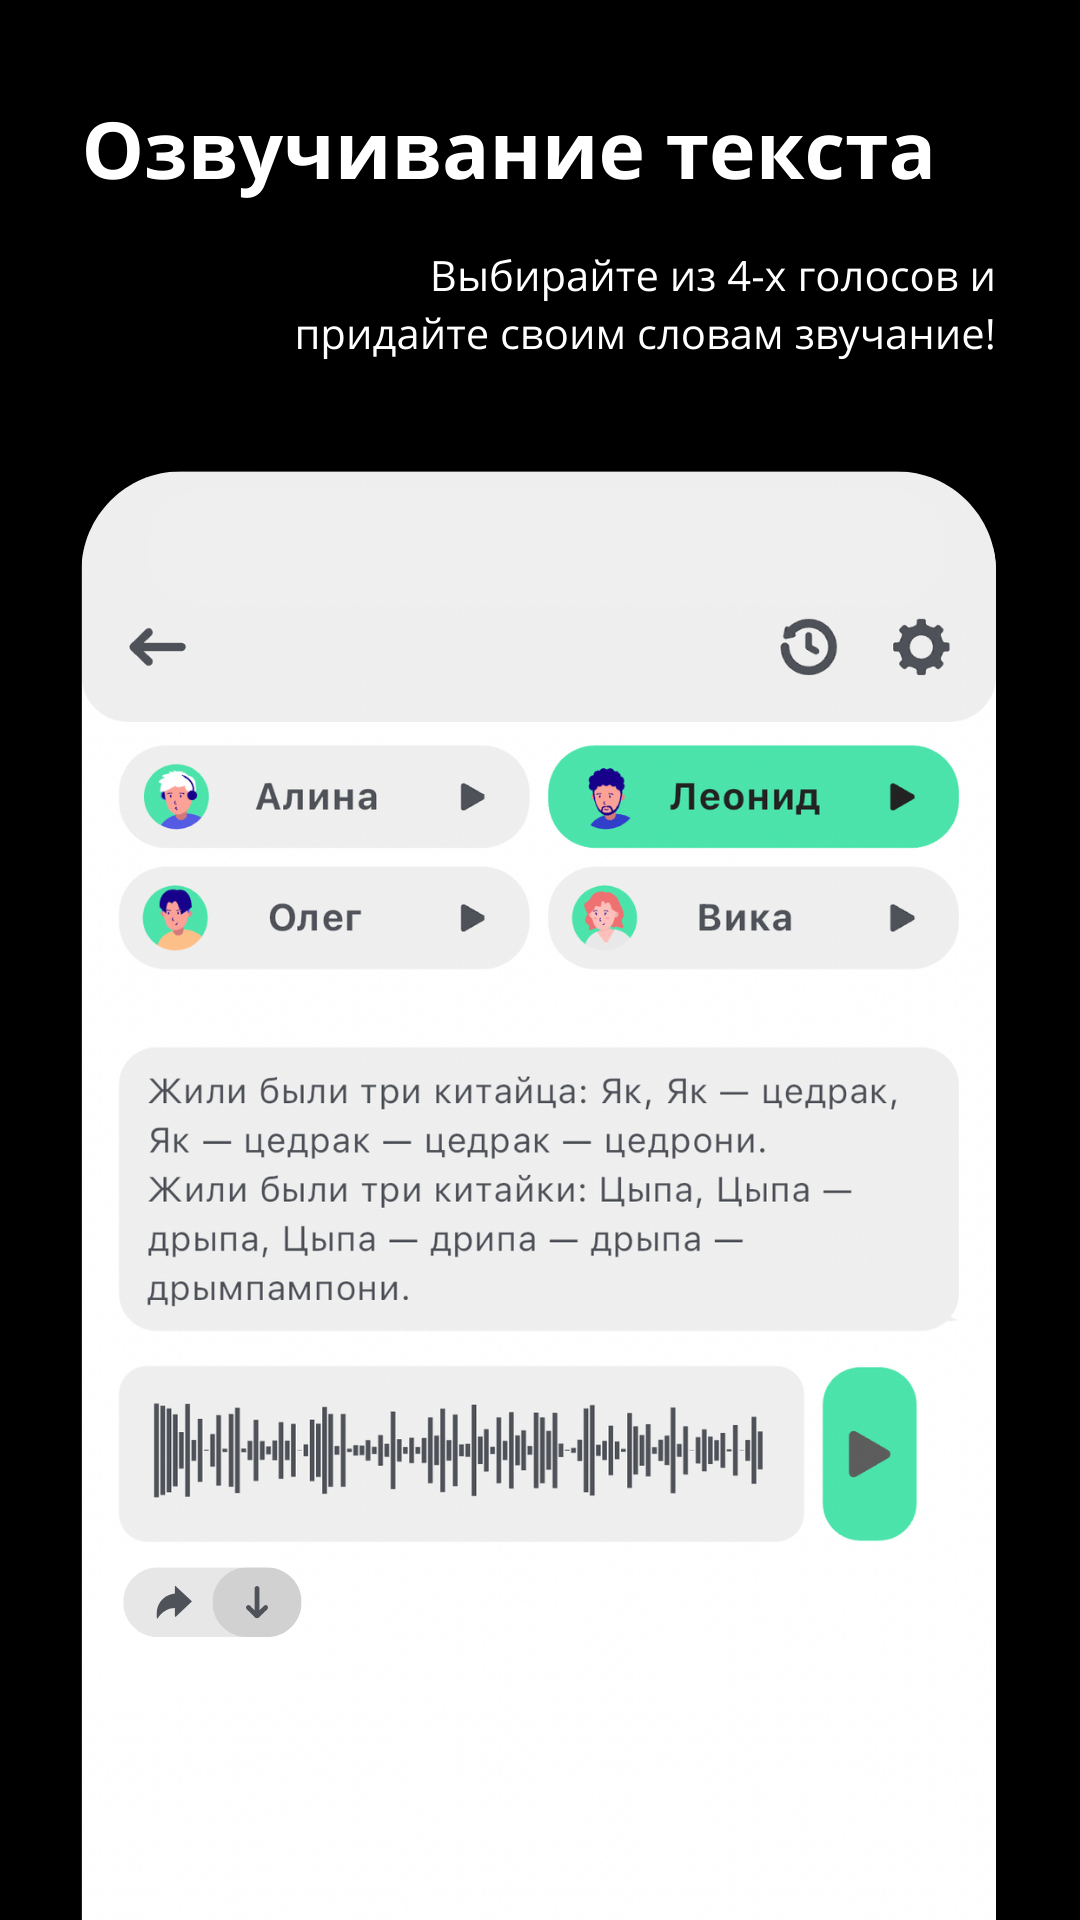 Озвучивание текста
Выбирайте из 4-х голосов и
придайте своим словам звучание!
Алина
Леонид
Олег
Вика
Жили были три китайца: Як, Як — цедрак,
Як — цедрак — цедрак — цедрони.
Жили были три китайки: Цыпа, Цыпа —
дрыпа, Цыпа — дрипа — дрыпа —
дрымпампони.